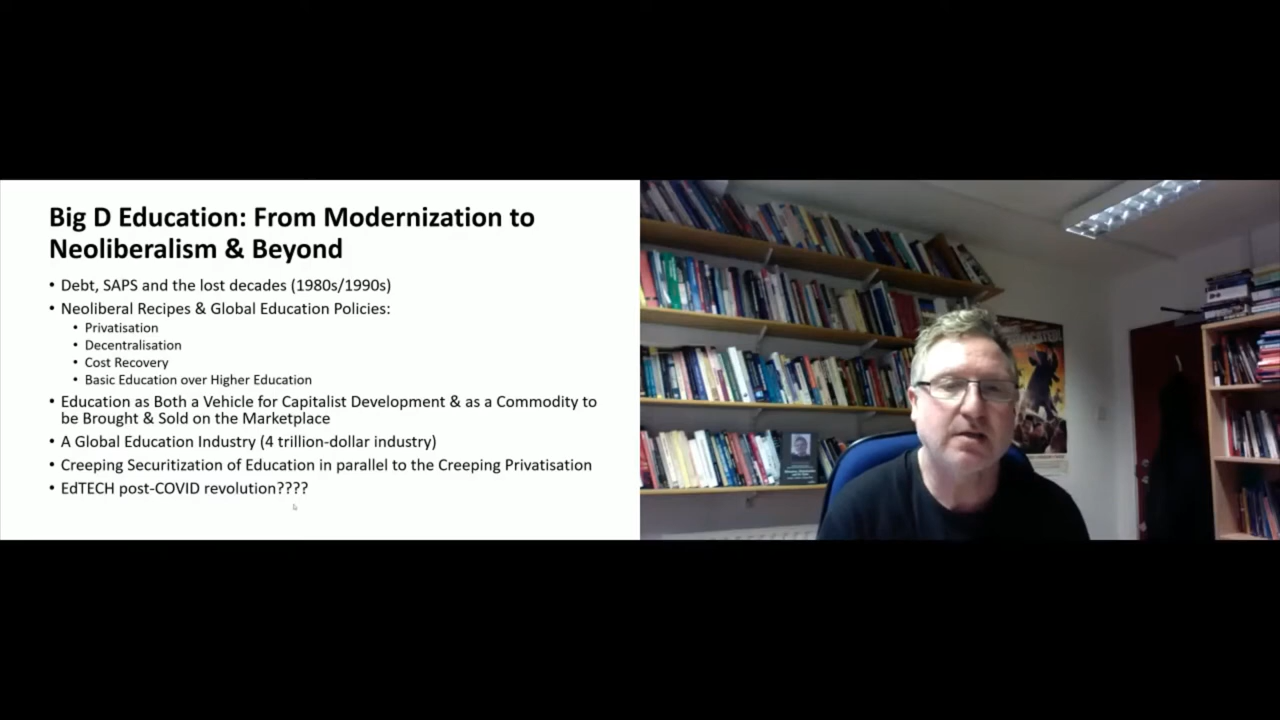 Big D Education: From Modernization to
Neoliberalism & Beyond
• Debt, SAPS and the lost decades (1980s/1990s)
• Neoliberal Recipes & Global Education Policies:
• Privatisation
• Decentralisation
• Cost Recovery
• Basic Education over Higher Education
• Education as Both a Vehicle for Capitalist Development & as a Commodity to
be Brought & Sold on the Marketplace
• A Global Education Industry (4 trillion-dollar industry)
• Creeping Securitization of Education in parallel to the Creeping Privatisation
• EdTECH post-COVID revolution????